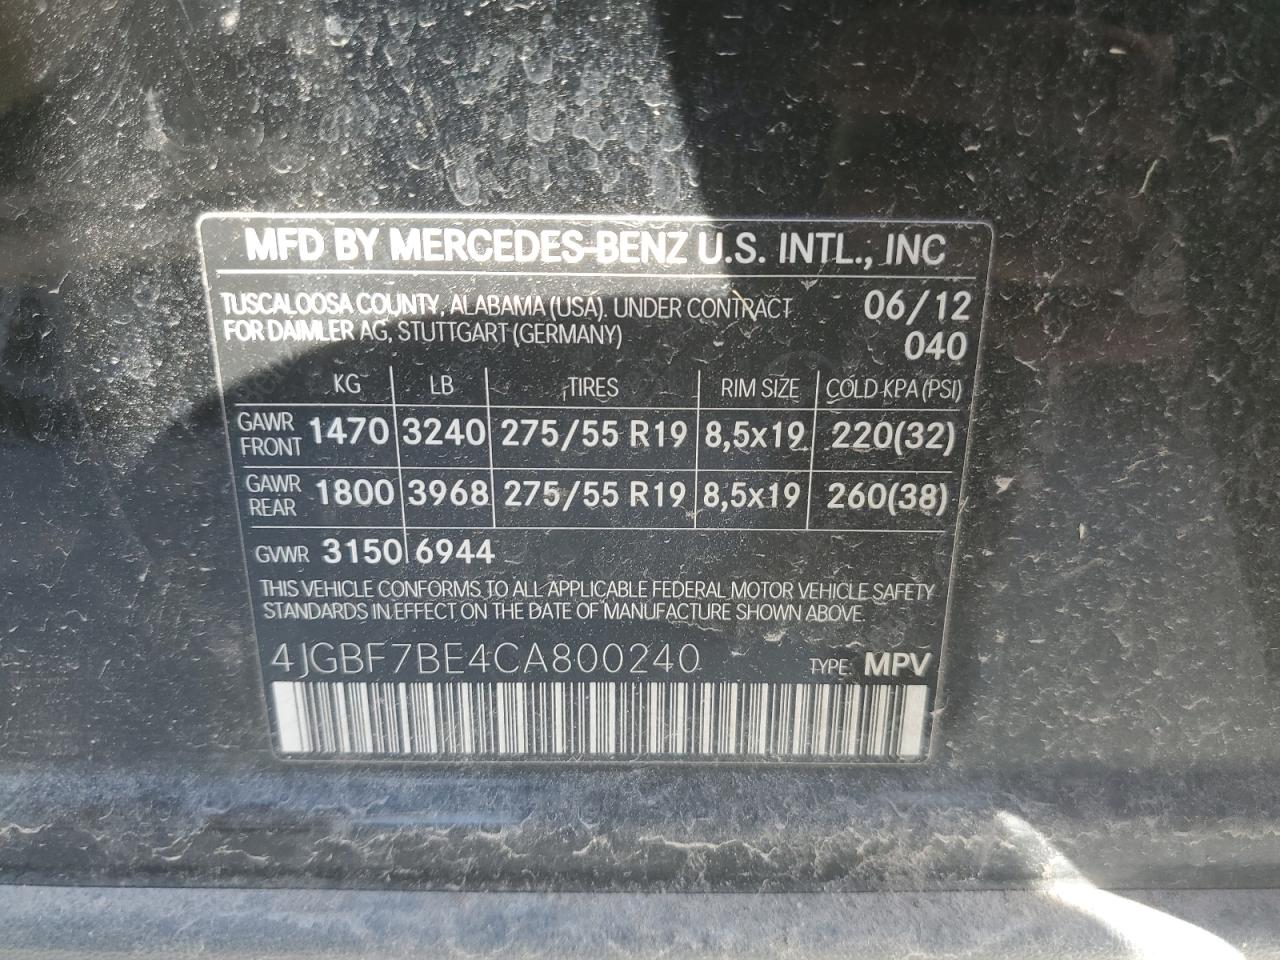 MFD BY MERCEDES-BENZ U.S. INTL., INC
TUSCALOOSA COUNTY, ALABAMA (USA). UNDER CONTRACT 06/12
FOR DAIMLER AG, STUTTGART (GERMANY) 040
KG LB TIRES RIM SIZE COLD KPA (PSI)
GAWR FRONT 1470 3240 275/55 R19 8,5x19 220(32)
GAWR REAR 1800 3968 275/55 R19 8,5x19 260(38)
GVWR 3150 6944
THIS VEHICLE CONFORMS TO ALL APPLICABLE FEDERAL MOTOR VEHICLE SAFETY
STANDARDS IN EFFECT ON THE DATE OF MANUFACTURE SHOWN ABOVE.
4JGBF7BE4CA800240 TYPE: MPV